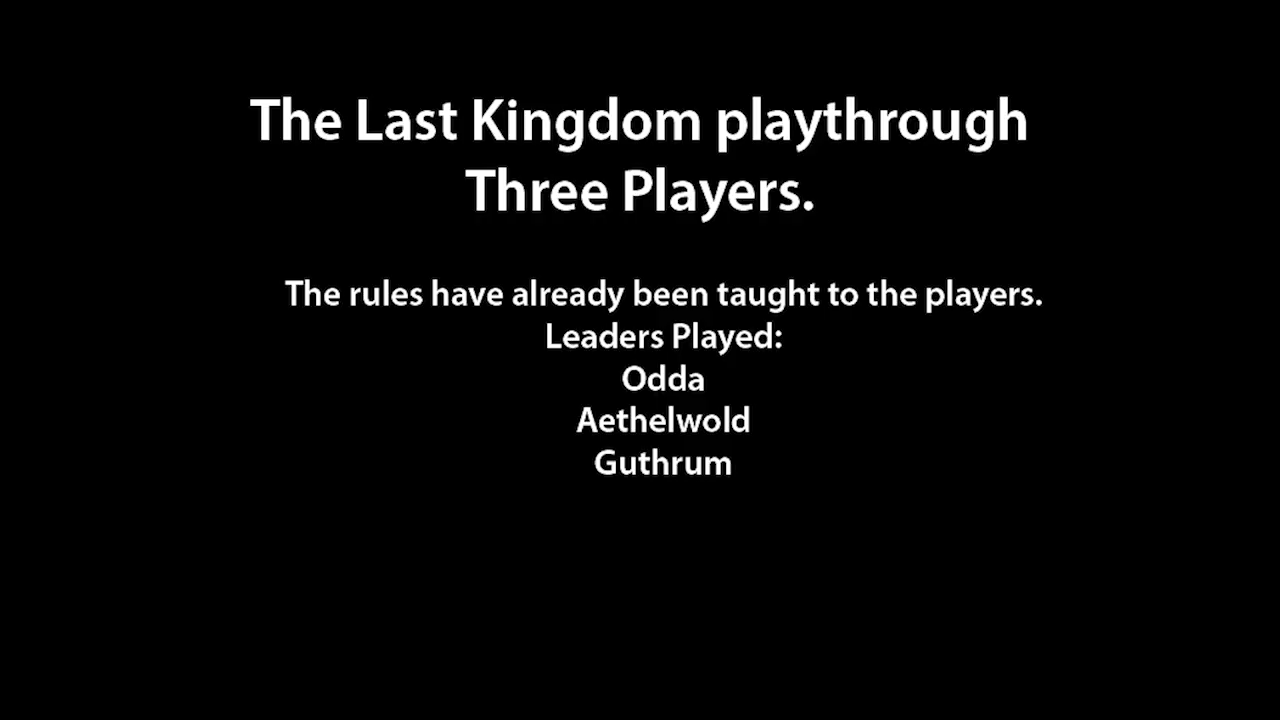 The Last Kingdom playthrough
Three Players.
The rules have already been taught to the players.
Leaders Played:
Odda
Aethelwold
Guthrum